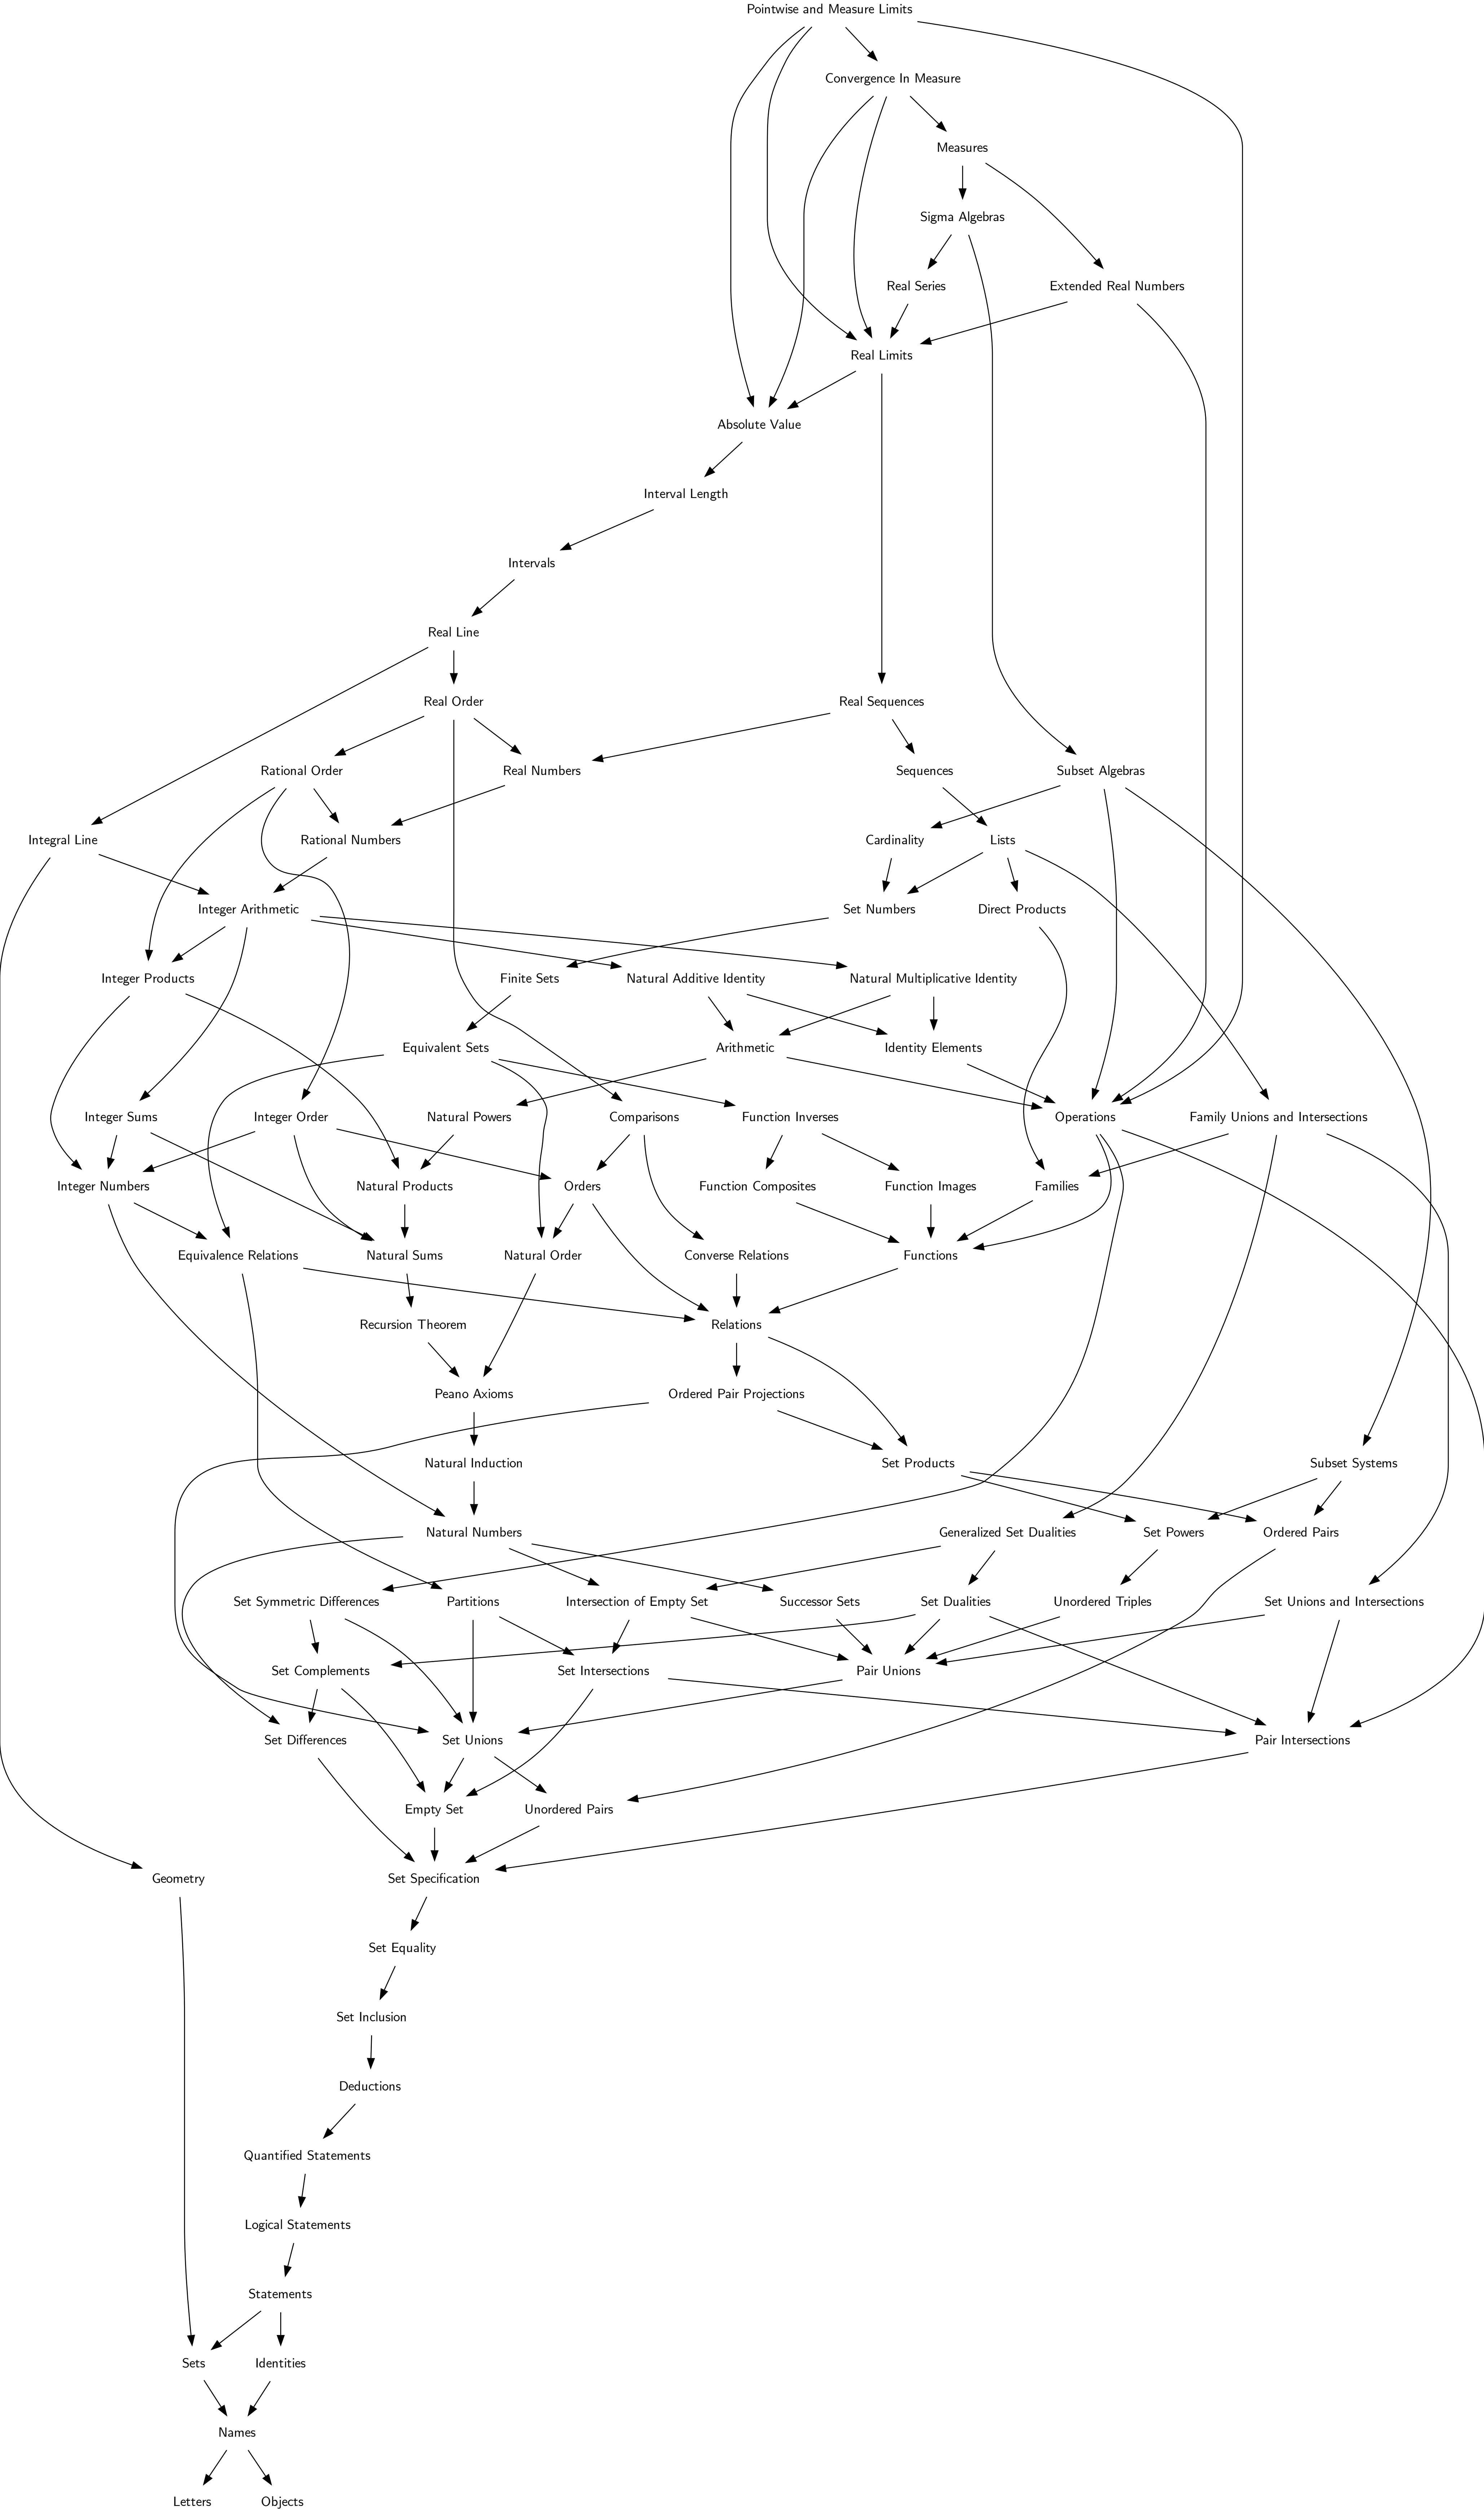 Pointwise and Measure Limits
Convergence In Measure
Measures
Sigma Algebras
Real Series
Extended Real Numbers
Real Limits
Absolute Value
Interval Length
Intervals
Real Line
Real Order
Real Sequences
Rational Order
Real Numbers
Sequences
Subset Algebras
Integral Line
Rational Numbers
Cardinality
Lists
Integer Arithmetic
Set Numbers
Direct Products
Integer Products
Finite Sets
Natural Additive Identity
Natural Multiplicative Identity
Equivalent Sets
Arithmetic
Identity Elements
Integer Sums
Integer Order
Natural Powers
Comparisons
Function Inverses
Operations
Family Unions and Intersections
Integer Numbers
Natural Products
Orders
Function Composites
Function Images
Families
Equivalence Relations
Natural Sums
Natural Order
Converse Relations
Functions
Recursion Theorem
Relations
Peano Axioms
Ordered Pair Projections
Natural Induction
Set Products
Subset Systems
Natural Numbers
Generalized Set Dualities
Set Powers
Ordered Pairs
Set Symmetric Differences
Partitions
Intersection of Empty Set
Successor Sets
Set Dualities
Unordered Triples
Set Unions and Intersections
Set Complements
Set Intersections
Pair Unions
Set Differences
Set Unions
Pair Intersections
Empty Set
Unordered Pairs
Geometry
Set Specification
Set Equality
Set Inclusion
Deductions
Quantified Statements
Logical Statements
Statements
Sets
Identities
Names
Letters
Objects